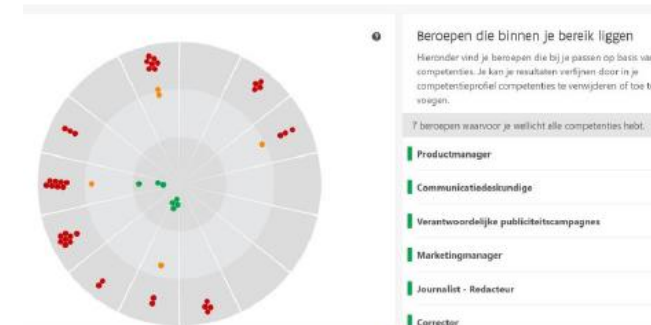 Beroepen die binnen je bereik liggen
Hieronder vind je beroepen die bij je passen op basis van
competenties. Je kan je resultaten verfijnen door in je
competentieprofiel competenties te verwijderen of toe te
voegen.
7 beroepen waarvoor je wellicht alle competenties hebt.
Productmanager
Communicatiedeskundige
Verantwoordelijke publiciteitscampagnes
Marketingmanager
Journalist - Redacteur
Corrector